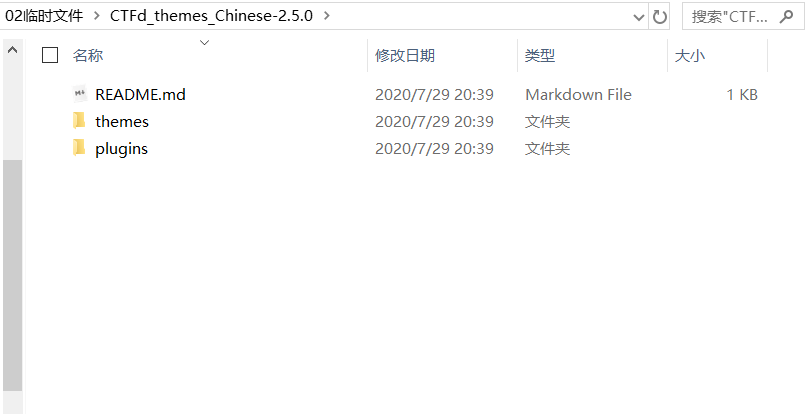 02临时文件 > CTFd_themes_Chinese-2.5.0 > 搜索"CTF...
名称 修改日期 类型 大小
README.md 2020/7/29 20:39 Markdown File 1 KB
themes 2020/7/29 20:39 文件夹
plugins 2020/7/29 20:39 文件夹